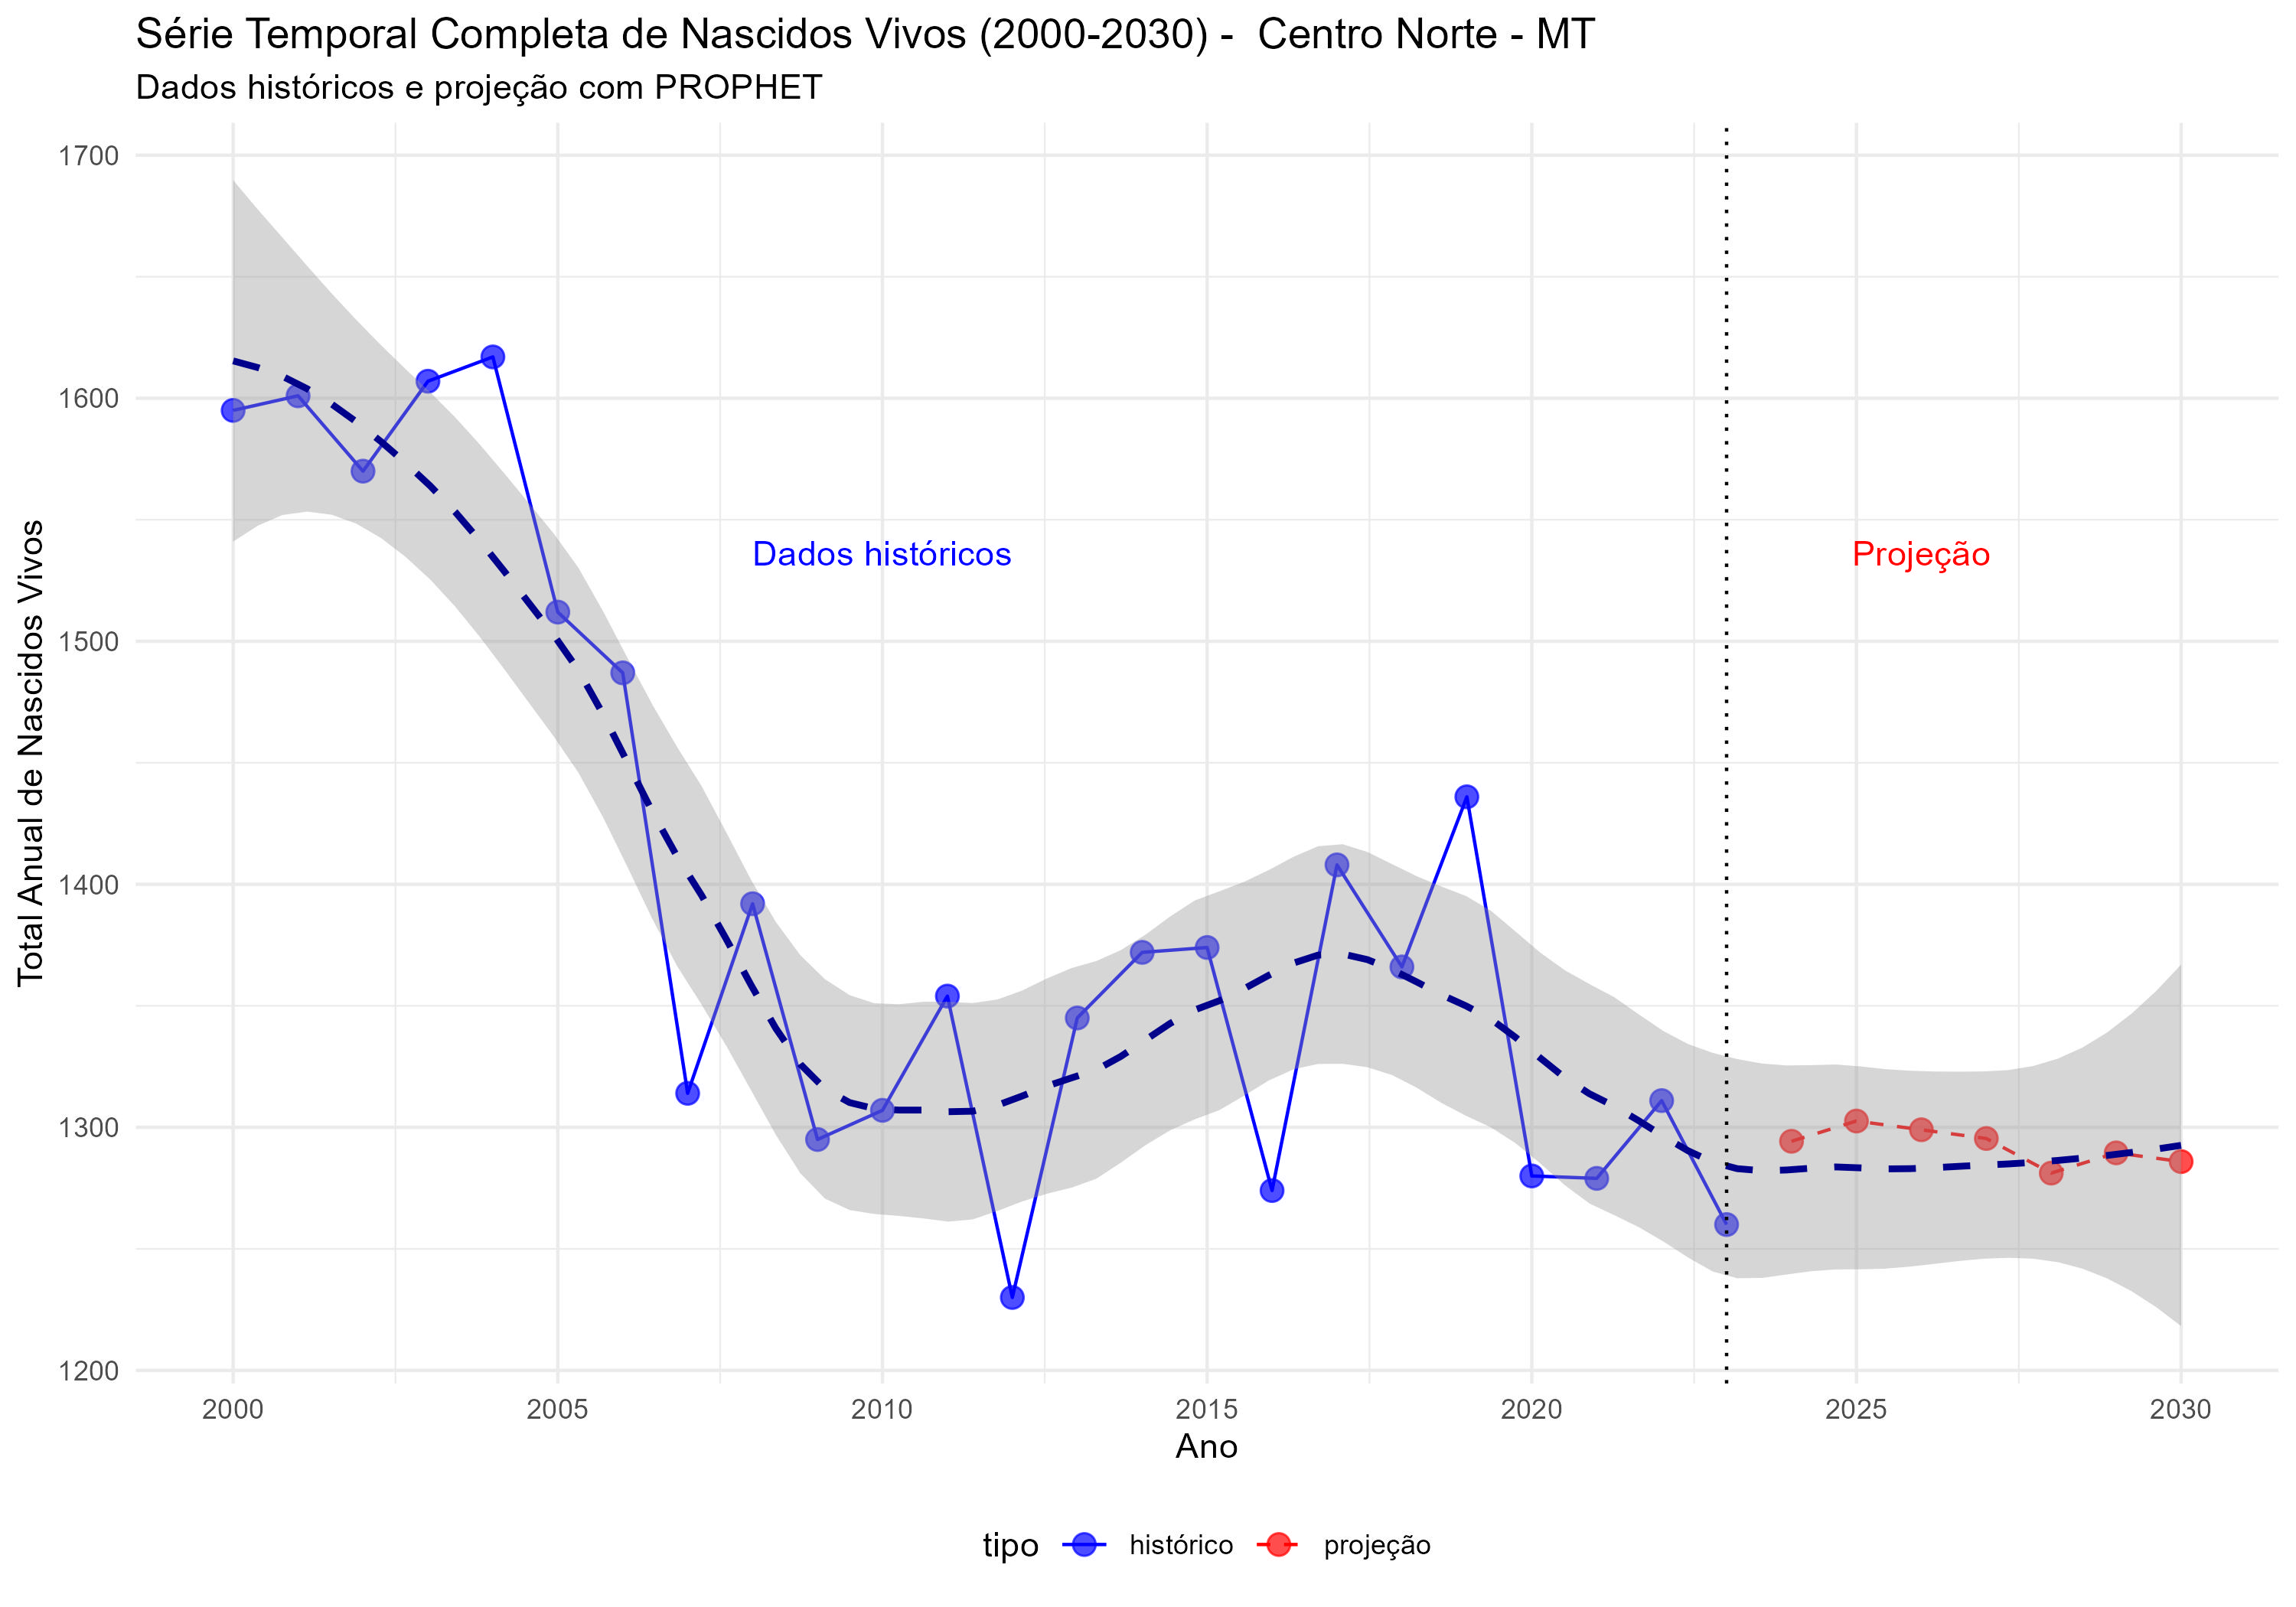 Série Temporal Completa de Nascidos Vivos (2000-2030) -  Centro Norte - MT
Dados históricos e projeção com PROPHET
Total Anual de Nascidos Vivos
1700
1600
1500
1400
1300
1200
Dados históricos
Projeção
2000 2005 2010 2015 2020 2025 2030
Ano
tipo histórico projeção